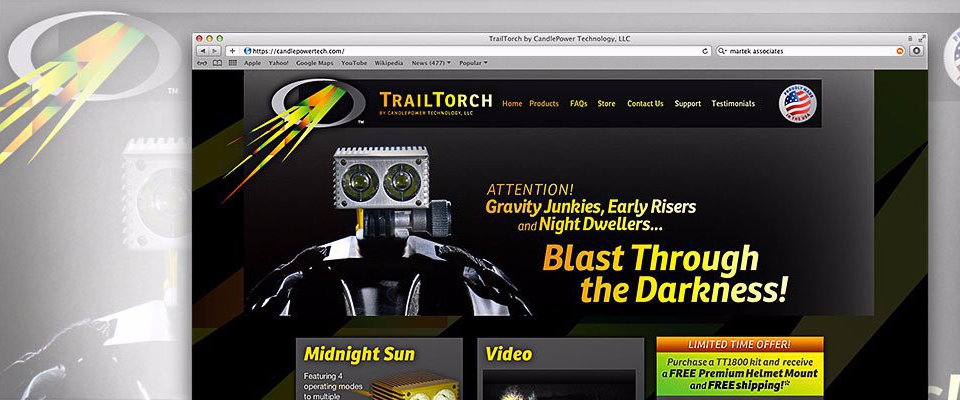 TrailTorch by CandlePower Technology, LLC
https://candlepowertech.com/
martek associates
Apple Yahoo! Google Maps YouTube Wikipedia News (477) Popular
TRAILTORCH
BY CANDLEPOWER TECHNOLOGY, LLC
TM
Home Products FAQs Store Contact Us Support Testimonials
PROUDLY MADE
IN THE USA
TM
ATTENTION!
Gravity Junkies, Early Risers
and Night Dwellers...
Blast Through
the Darkness!
Midnight Sun
Featuring 4
operating modes
to multiple
Video
LIMITED TIME OFFER!
Purchase a TT1800 kit and receive
a FREE Premium Helmet Mount
and FREE shipping!*